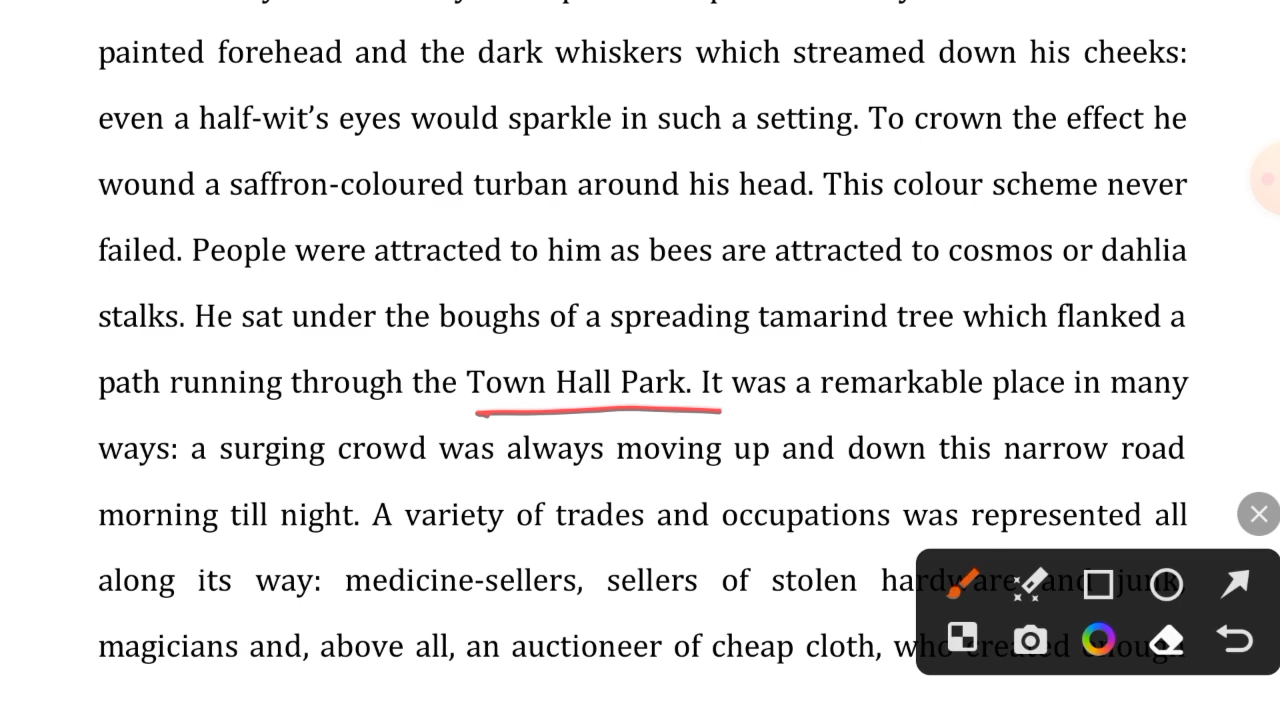 painted forehead and the dark whiskers which streamed down his cheeks:
even a half-wit’s eyes would sparkle in such a setting. To crown the effect he
wound a saffron-coloured turban around his head. This colour scheme never
failed. People were attracted to him as bees are attracted to cosmos or dahlia
stalks. He sat under the boughs of a spreading tamarind tree which flanked a
path running through the Town Hall Park. It was a remarkable place in many
ways: a surging crowd was always moving up and down this narrow road
morning till night. A variety of trades and occupations was represented all
along its way: medicine-sellers, sellers of stolen hardware and junk,
magicians and, above all, an auctioneer of cheap cloth, who created enough